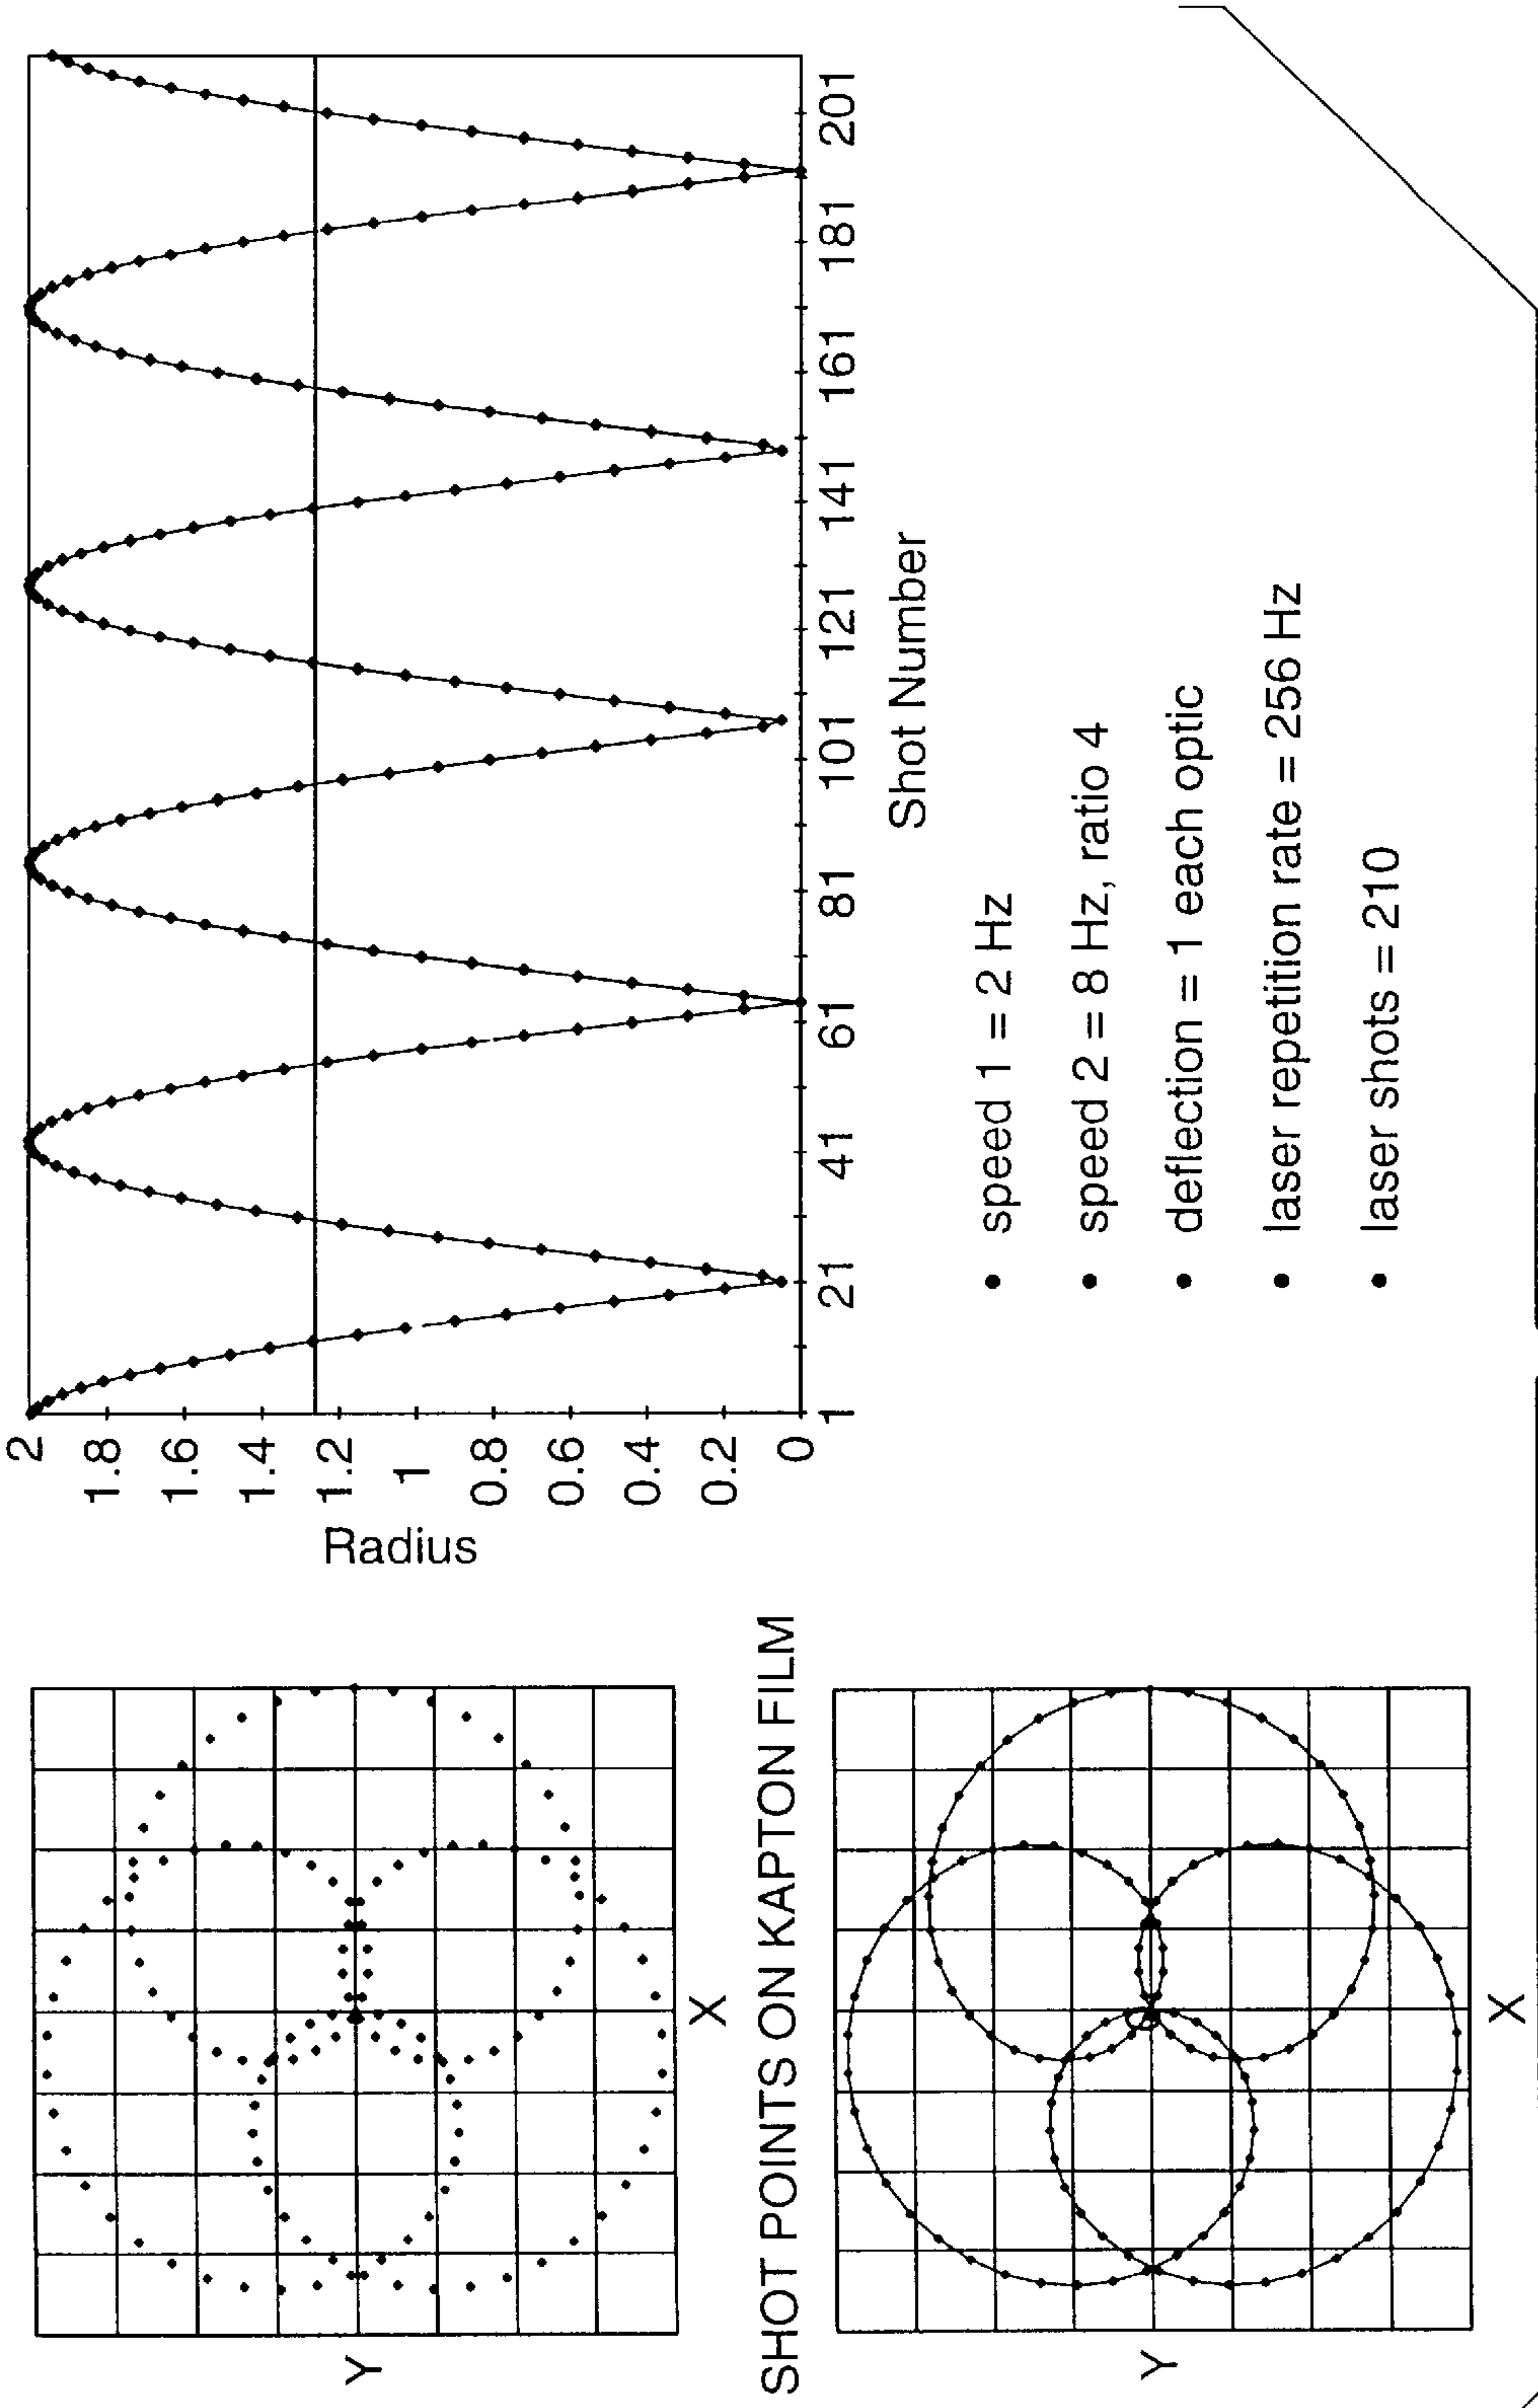 Y
X
SHOT POINTS ON KAPTON FILM
Y
X
Radius
2
1.8
1.6
1.4
1.2
1
0.8
0.6
0.4
0.2
0
1 21 41 61 81 101 121 141 161 181 201
Shot Number
• speed 1 = 2 Hz
• speed 2 = 8 Hz, ratio 4
• deflection = 1 each optic
• laser repetition rate = 256 Hz
• laser shots = 210